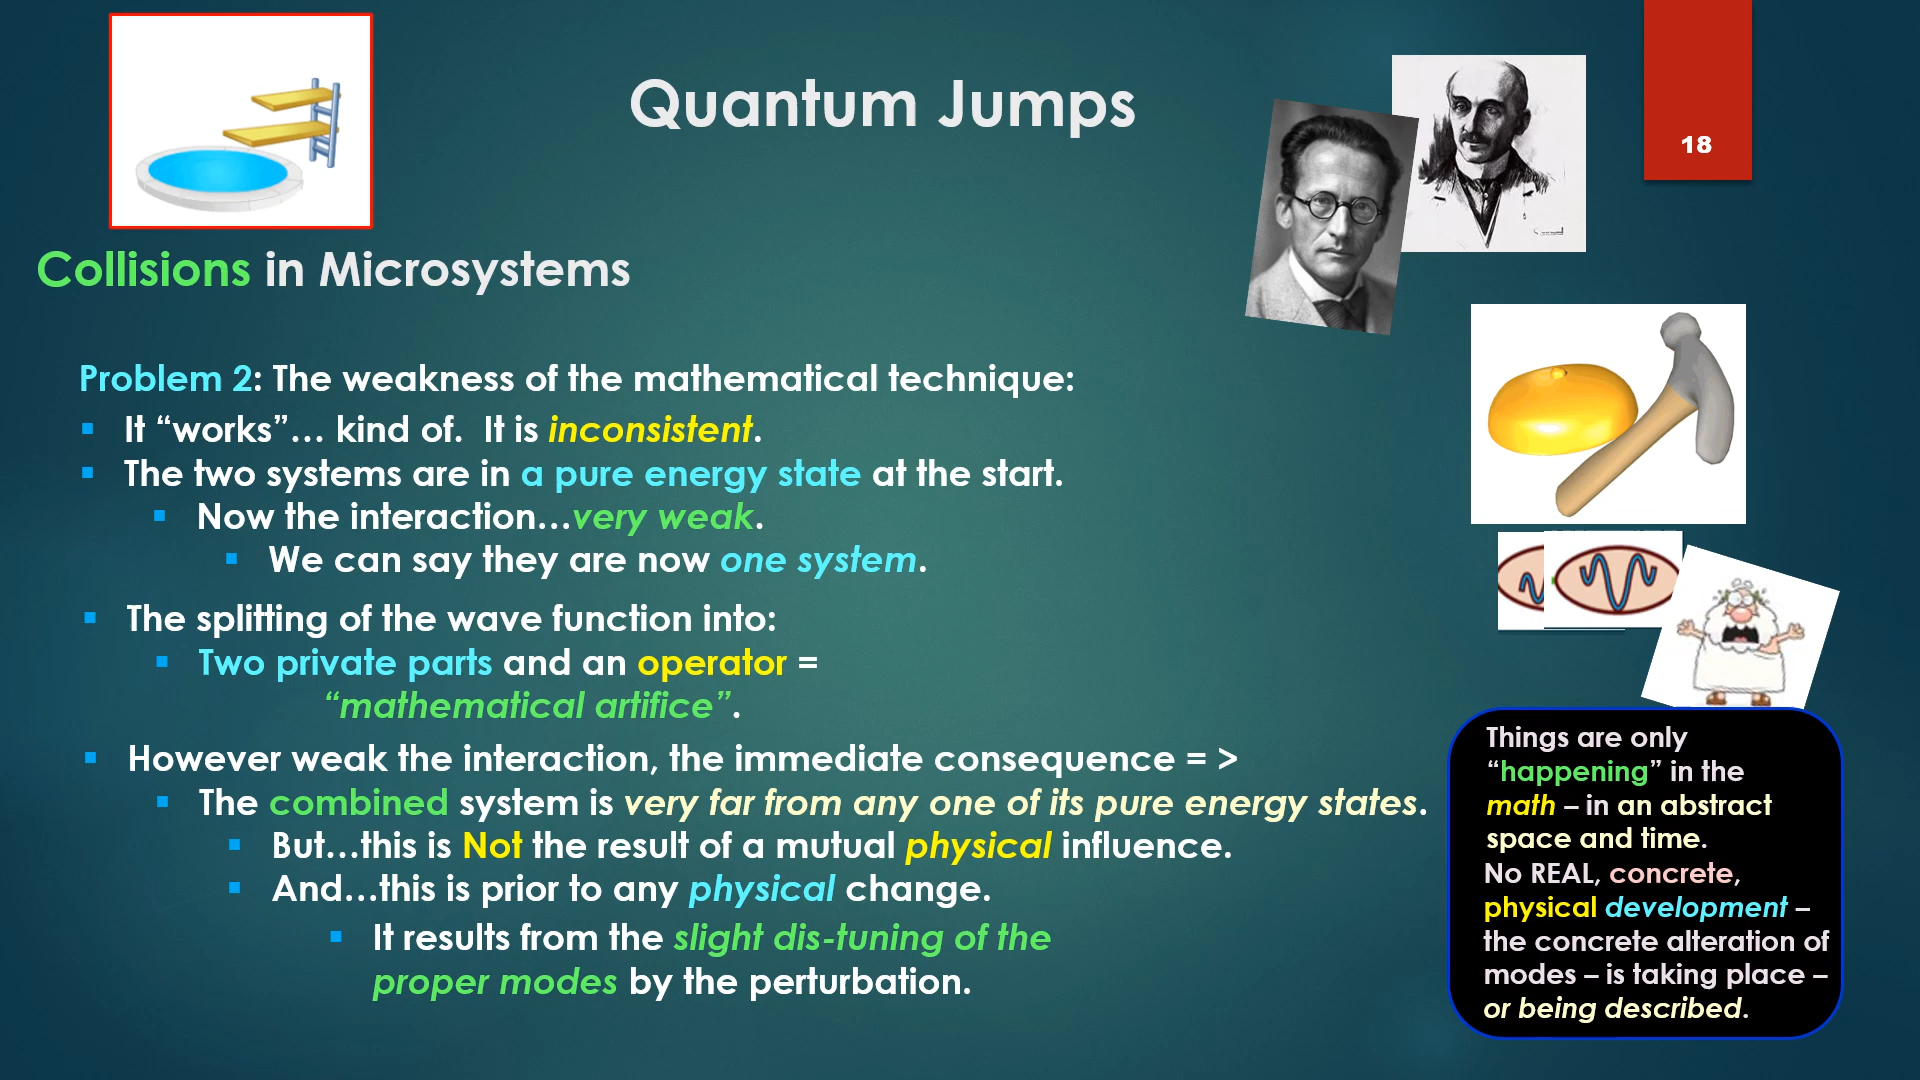 Quantum Jumps
18
Collisions in Microsystems
Problem 2: The weakness of the mathematical technique:
▪ It “works”… kind of.  It is inconsistent.
▪ The two systems are in a pure energy state at the start.
▪ Now the interaction…very weak.
▪ We can say they are now one system.
▪ The splitting of the wave function into:
▪ Two private parts and an operator =
“mathematical artifice”.
▪ However weak the interaction, the immediate consequence = >
▪ The combined system is very far from any one of its pure energy states.
▪ But…this is Not the result of a mutual physical influence.
▪ And…this is prior to any physical change.
▪ It results from the slight dis-tuning of the
proper modes by the perturbation.
Things are only
“happening” in the
math – in an abstract
space and time.
No REAL, concrete,
physical development –
the concrete alteration of
modes – is taking place –
or being described.